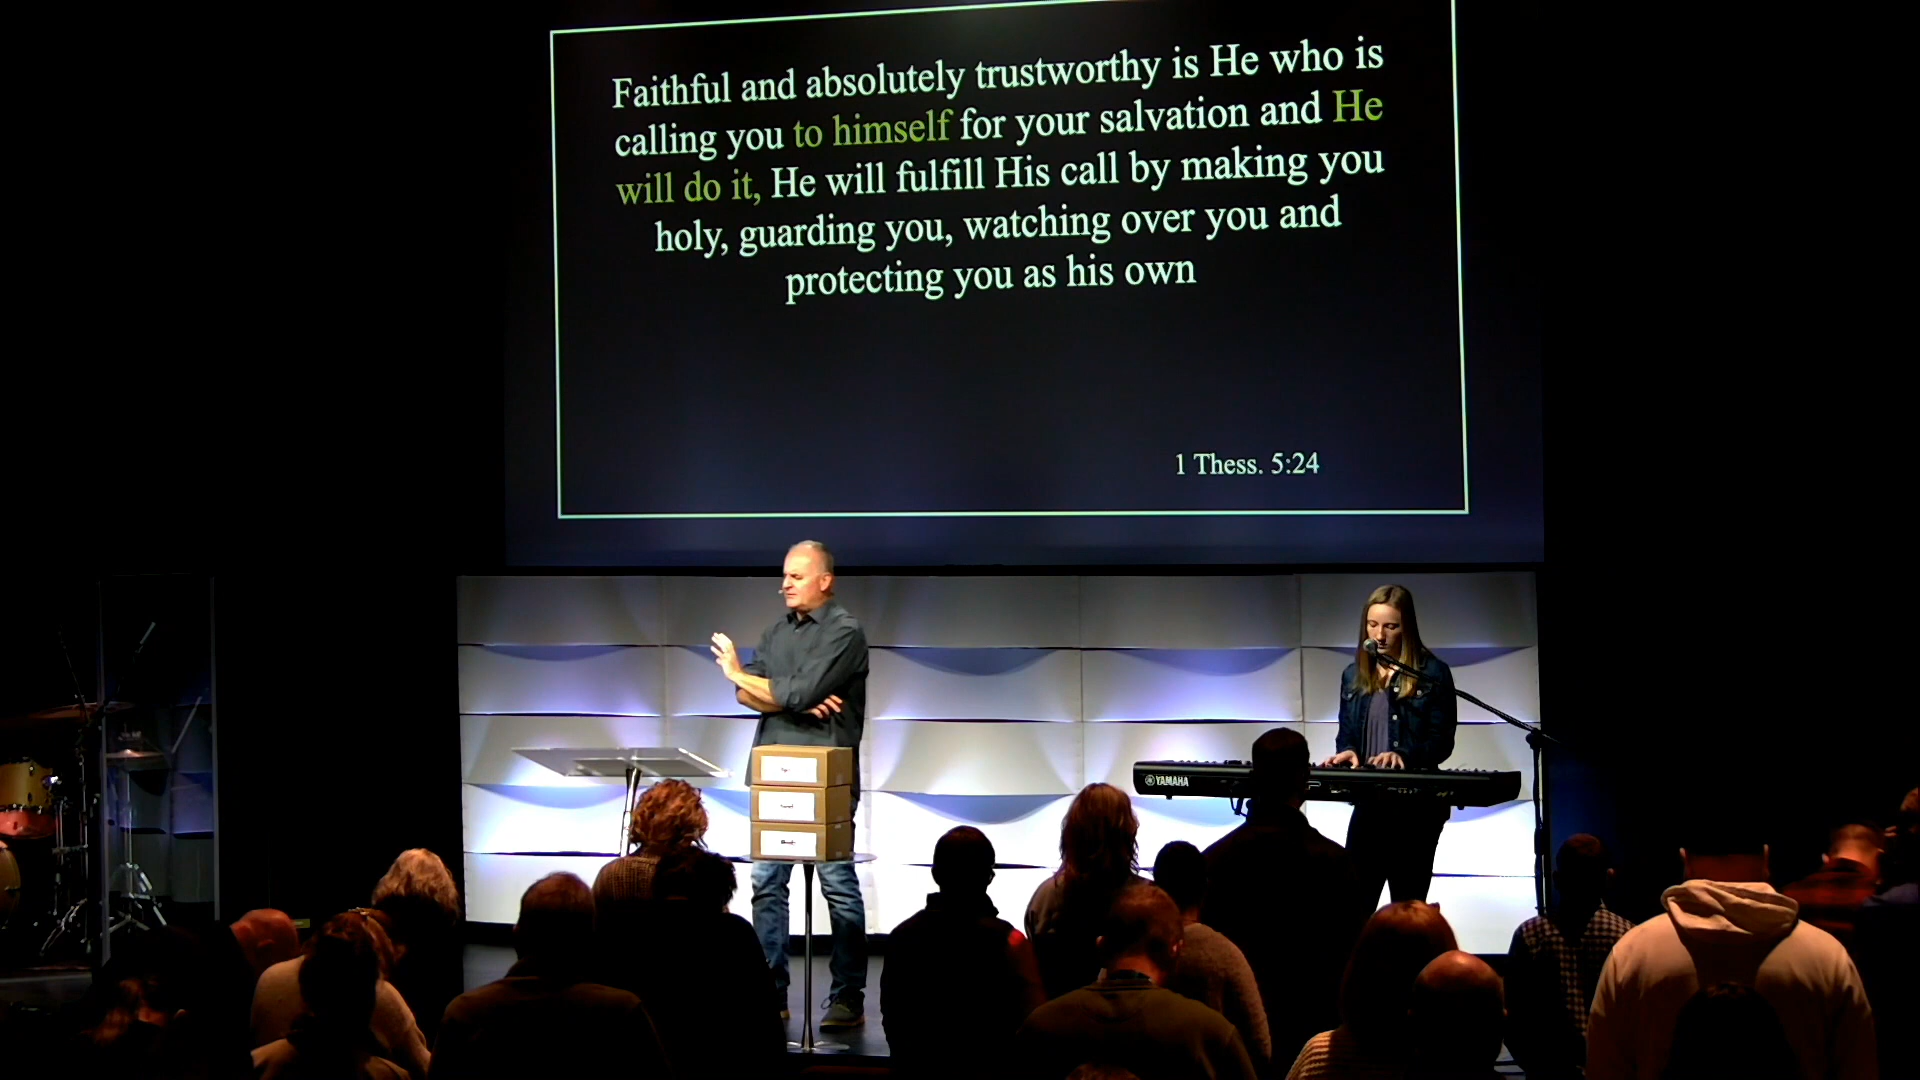 Faithful and absolutely trustworthy is He who is
calling you to himself for your salvation and He
will do it, He will fulfill His call by making you
holy, guarding you, watching over you and
protecting you as his own
1 Thess. 5:24
YAMAHA